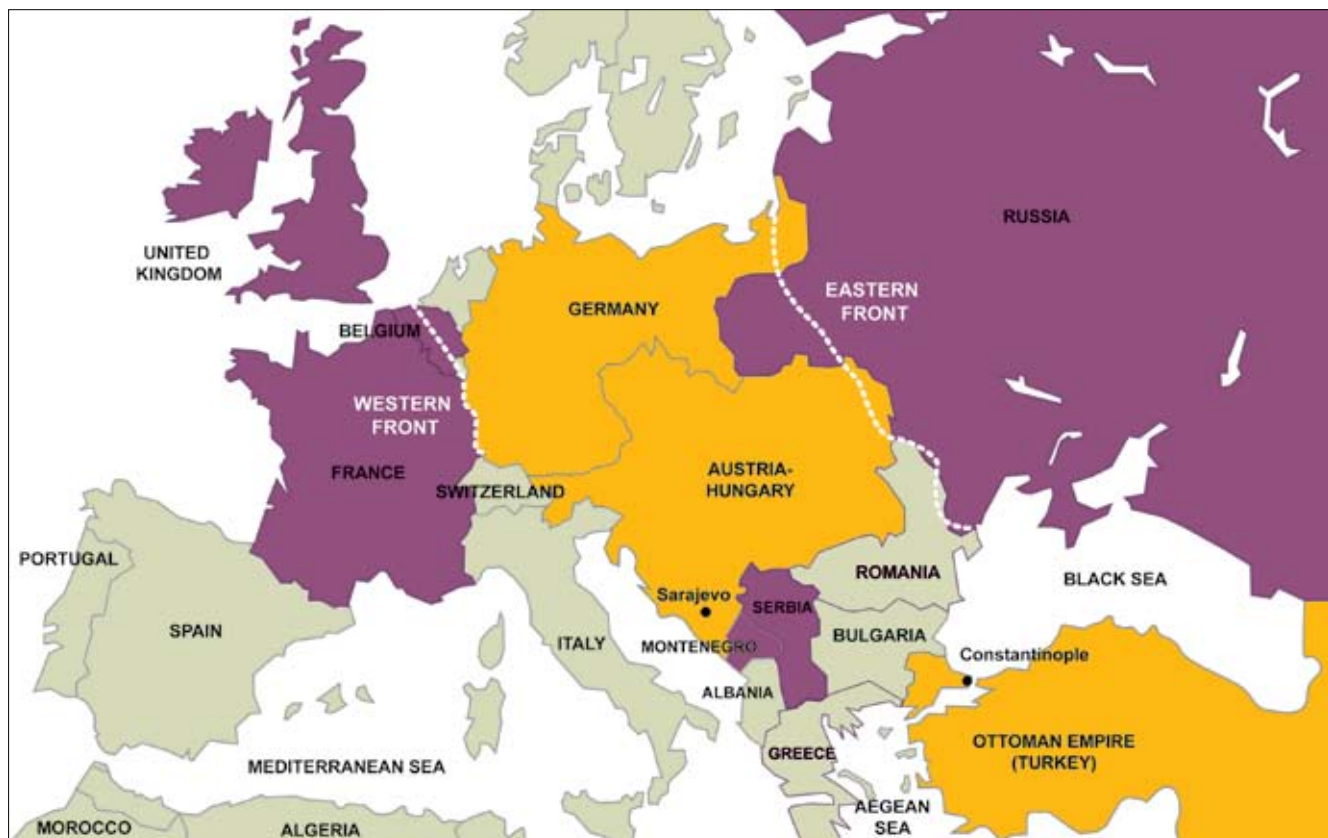 RUSSIA
UNITED
KINGDOM
EASTERN
FRONT
GERMANY
BELGIUM
WESTERN
FRONT
FRANCE
AUSTRIA-
HUNGARY
SWITZERLAND
PORTUGAL
ROMANIA
BLACK SEA
Sarajevo
SERBIA
SPAIN
BULGARIA
ITALY
MONTENEGRO
Constantinople
ALBANIA
OTTOMAN EMPIRE
(TURKEY)
GREECE
MEDITERRANEAN SEA
AEGEAN
SEA
MOROCCO
ALGERIA